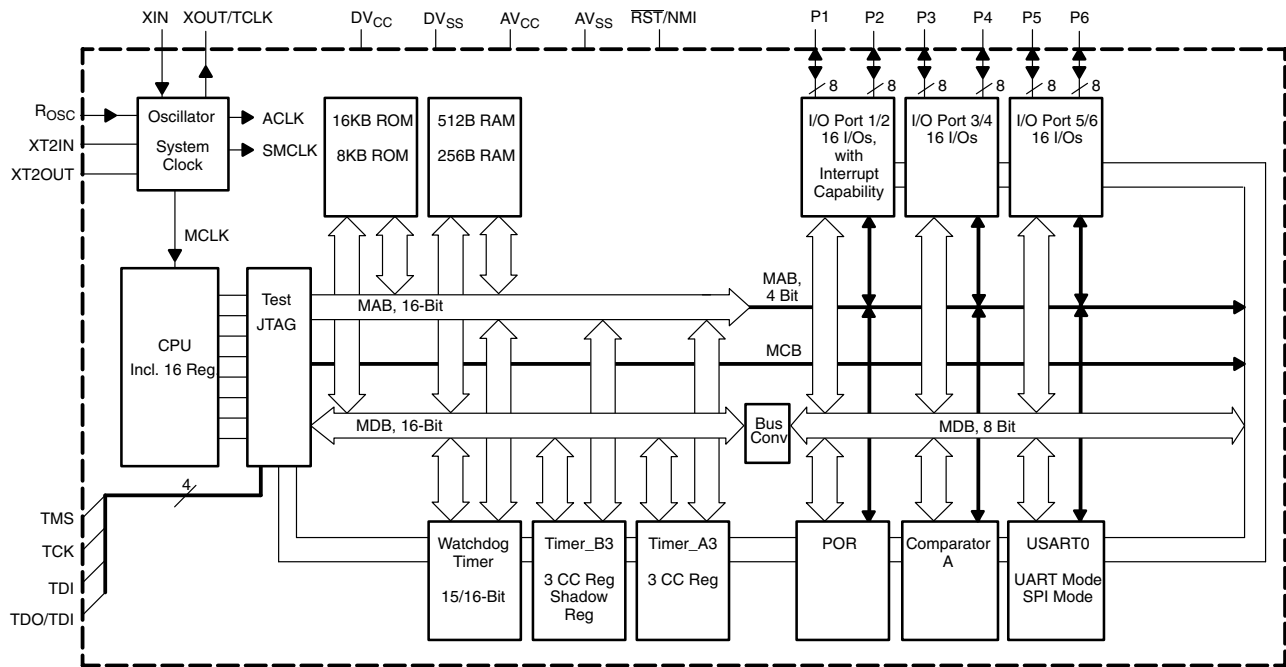 XIN XOUT/TCLK DVCC DVSS AVCC AVSS RST/NMI P1 P2 P3 P4 P5 P6
8 8 8 8 8 8
ROSC
XT2IN
XT2OUT
Oscillator
System
Clock
ACLK
SMCLK
MCLK
16KB ROM
8KB ROM
512B RAM
256B RAM
I/O Port 1/2
16 I/Os,
with
Interrupt
Capability
I/O Port 3/4
16 I/Os
I/O Port 5/6
16 I/Os
CPU
Incl. 16 Reg.
Test
JTAG
MAB, 16-Bit
MAB,
4 Bit
MCB
MDB, 16-Bit
Bus
Conv
MDB, 8 Bit
4
TMS
TCK
TDI
TDO/TDI
Watchdog
Timer
15/16-Bit
Timer_B3
3 CC Reg
Shadow
Reg
Timer_A3
3 CC Reg
POR
Comparator
A
USART0
UART Mode
SPI Mode